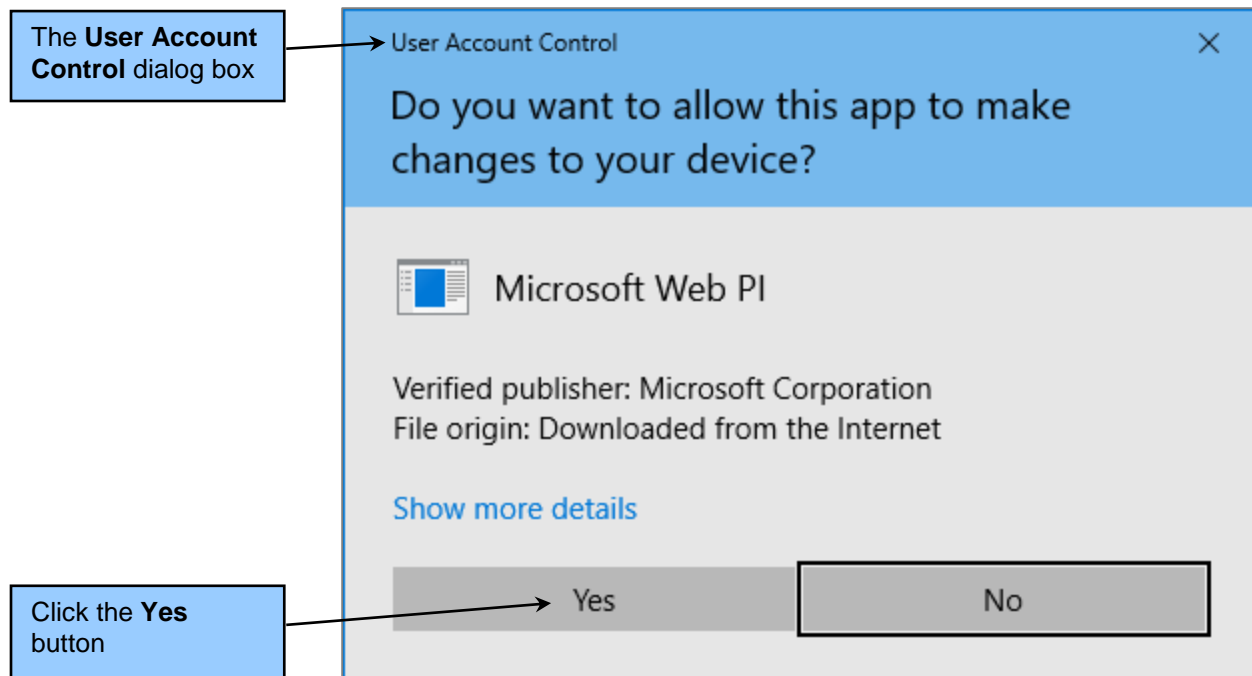 The User Account
Control dialog box
User Account Control
Do you want to allow this app to make
changes to your device?
Microsoft Web PI
Verified publisher: Microsoft Corporation
File origin: Downloaded from the Internet
Show more details
Click the Yes
button
Yes
No